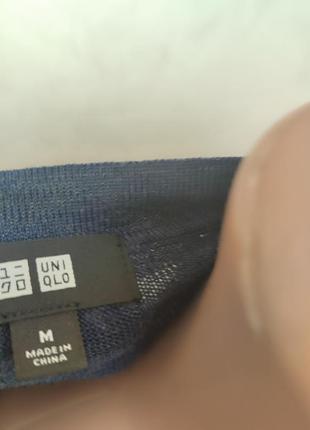 ユニ UNI
クロ QLO
M
MADE IN
CHINA